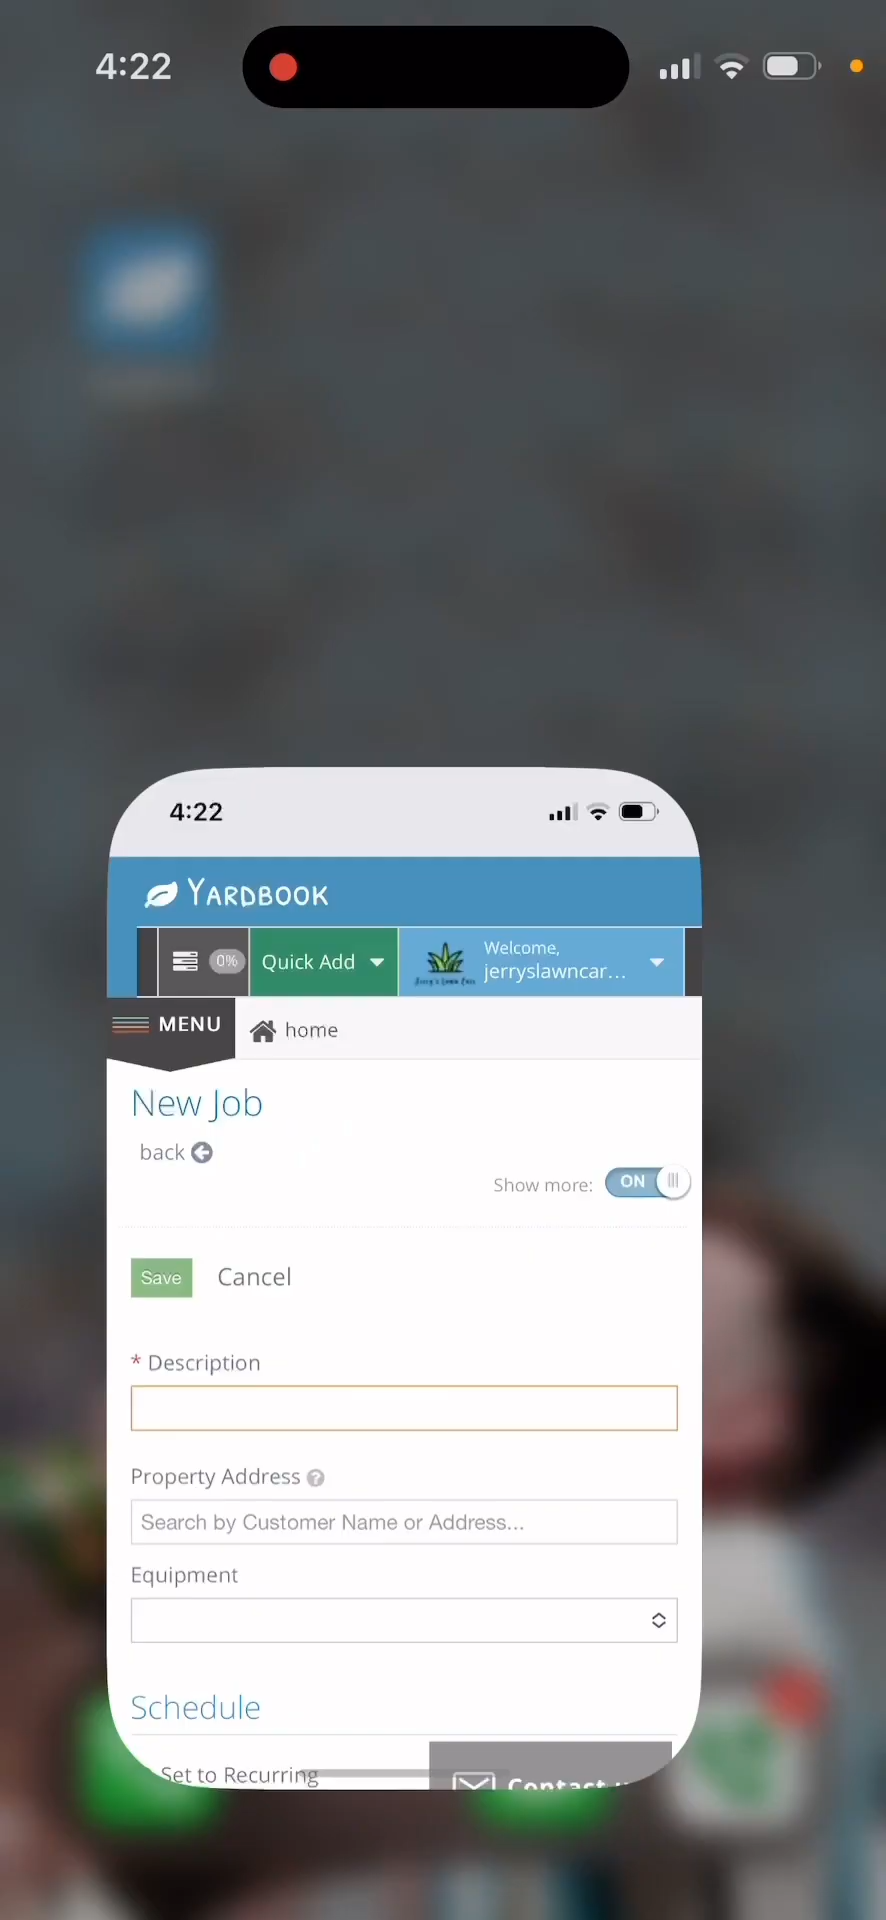 4:22
4:22
YARDBOOK
0%
Quick Add
Welcome,
jerryslawncar...
MENU
home
New Job
back
Show more:
ON
Save
Cancel
* Description
Property Address ?
Search by Customer Name or Address...
Equipment
Schedule
Set to Recurring
Contact